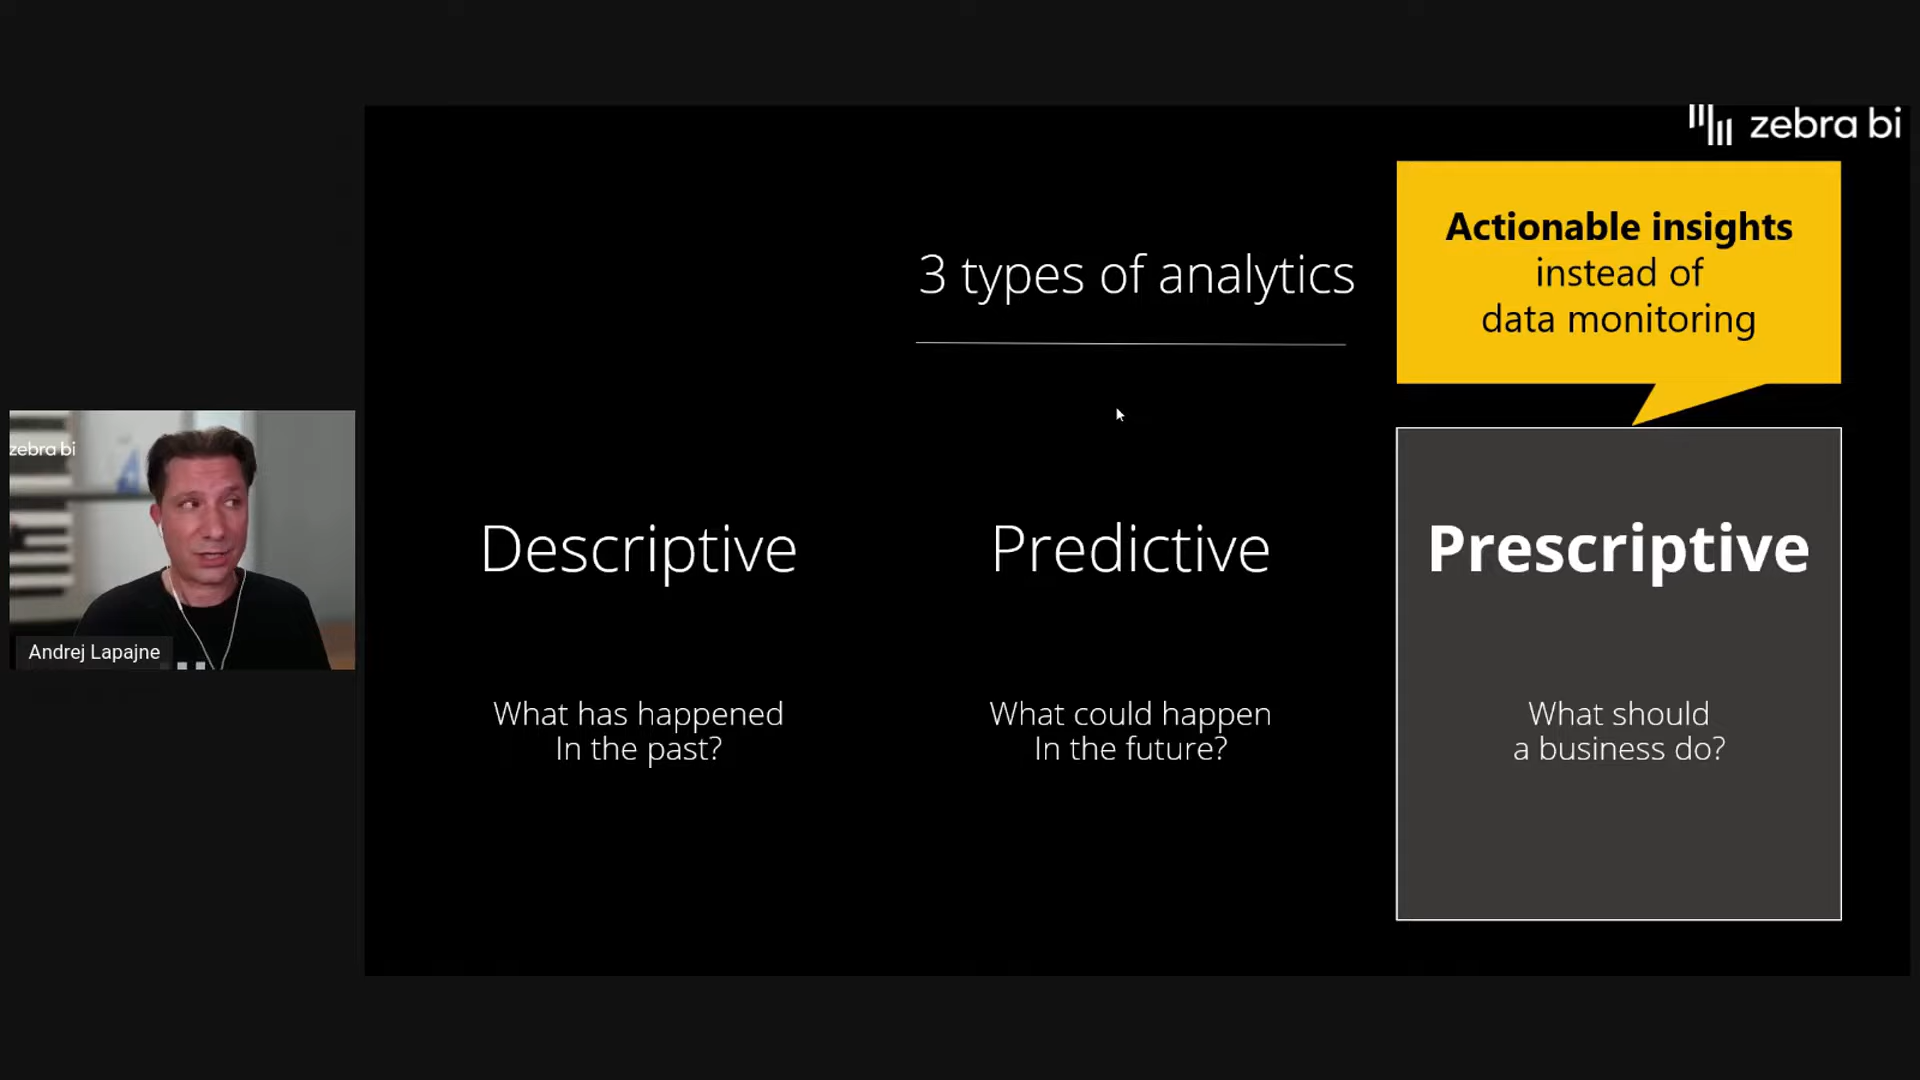 zebra bi
Actionable insights
instead of
data monitoring
3 types of analytics
zebra bi
Andrej Lapajne
Descriptive
Predictive
Prescriptive
What has happened
In the past?
What could happen
In the future?
What should
a business do?